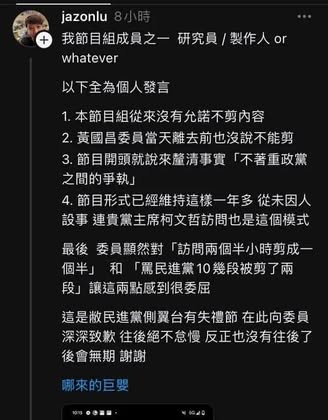 jazonlu 8小時
我節目組成員之一 研究員 / 製作人 or
whatever
以下全為個人發言
1. 本節目組從來沒有允諾不剪內容
2. 黃國昌委員當天離去前也沒說不能剪
3. 節目開頭就說來釐清事實「不著重政黨
之間的爭執」
4. 節目形式已經維持這樣一年多 從未因人
設事 連貴黨主席柯文哲訪問也是這個模式
最後 委員顯然對「訪問兩個半小時剪成一
個半」 和 「罵民進黨10幾段被剪了兩
段」讓這兩點感到很委屈
這是敝民進黨側翼台有失禮節 在此向委員
深深致歉 往後絕不怠慢 反正也沒有往後了
後會無期 謝謝
哪來的巨嬰